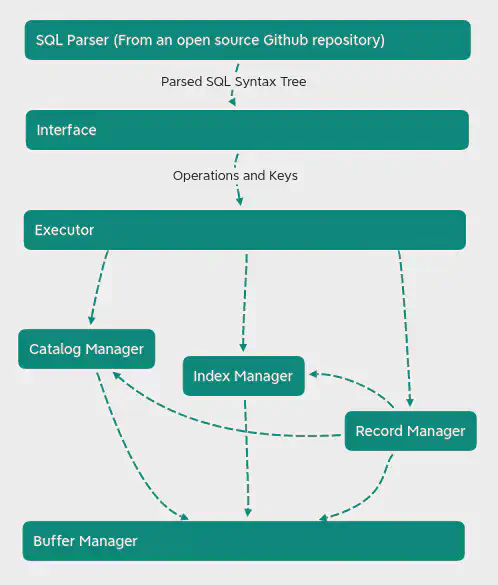 SQL Parser (From an open source Github repository)
Parsed SQL Syntax Tree
Interface
Operations and Keys
Executor
Catalog Manager
Index Manager
Record Manager
Buffer Manager